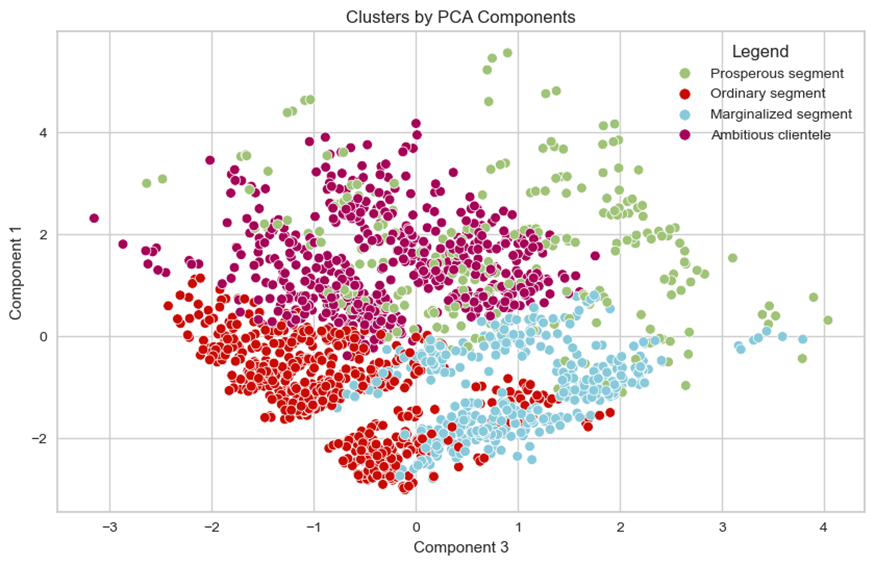 Clusters by PCA Components
Legend
Prosperous segment
Ordinary segment
Marginalized segment
Ambitious clientele
Component 1
4
2
0
−2
−3
−2
−1
0
1
2
3
4
Component 3